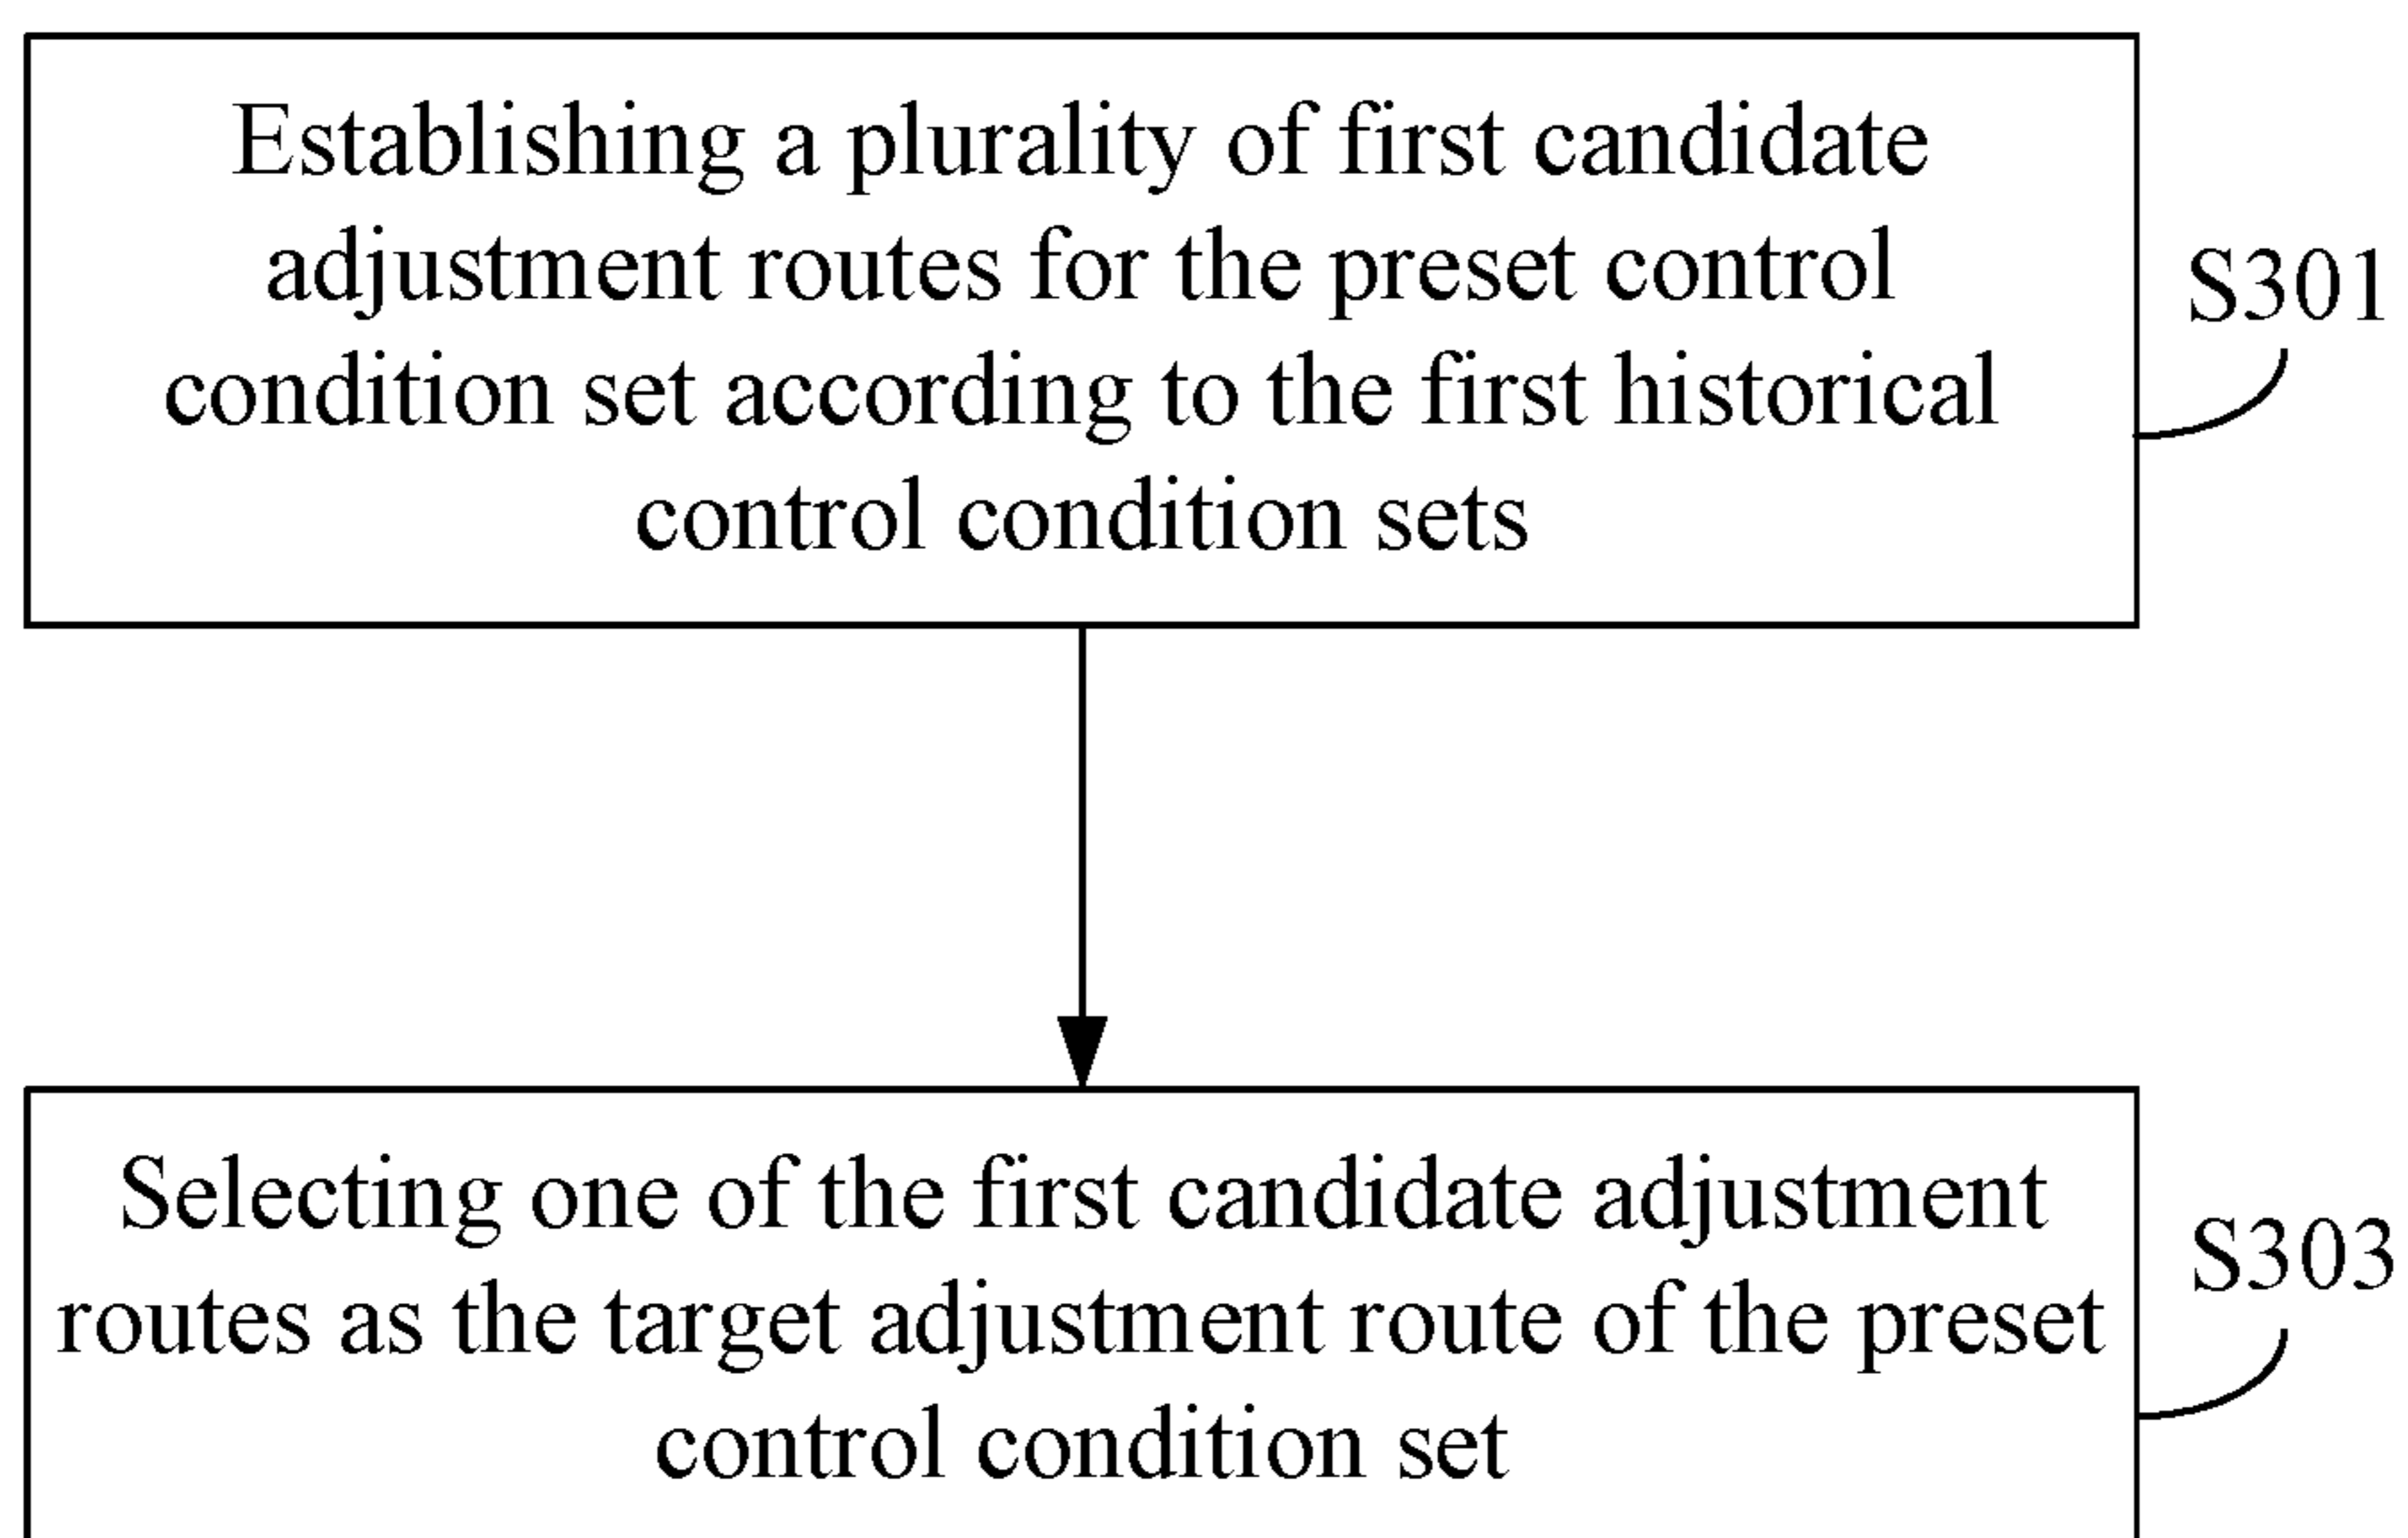 Establishing a plurality of first candidate
adjustment routes for the preset control
condition set according to the first historical
control condition sets
S301
Selecting one of the first candidate adjustment
routes as the target adjustment route of the preset
control condition set
S303